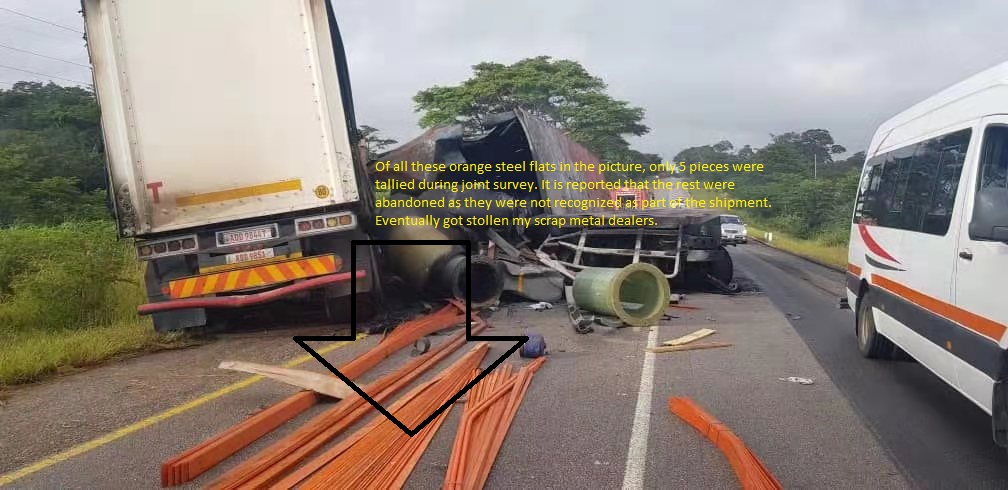 Of all these orange steel flats in the picture, only 5 pieces were
tallied during joint survey. It is reported that the rest were
abandoned as they were not recognized as part of the shipment.
Eventually got stollen my scrap metal dealers.
T
80